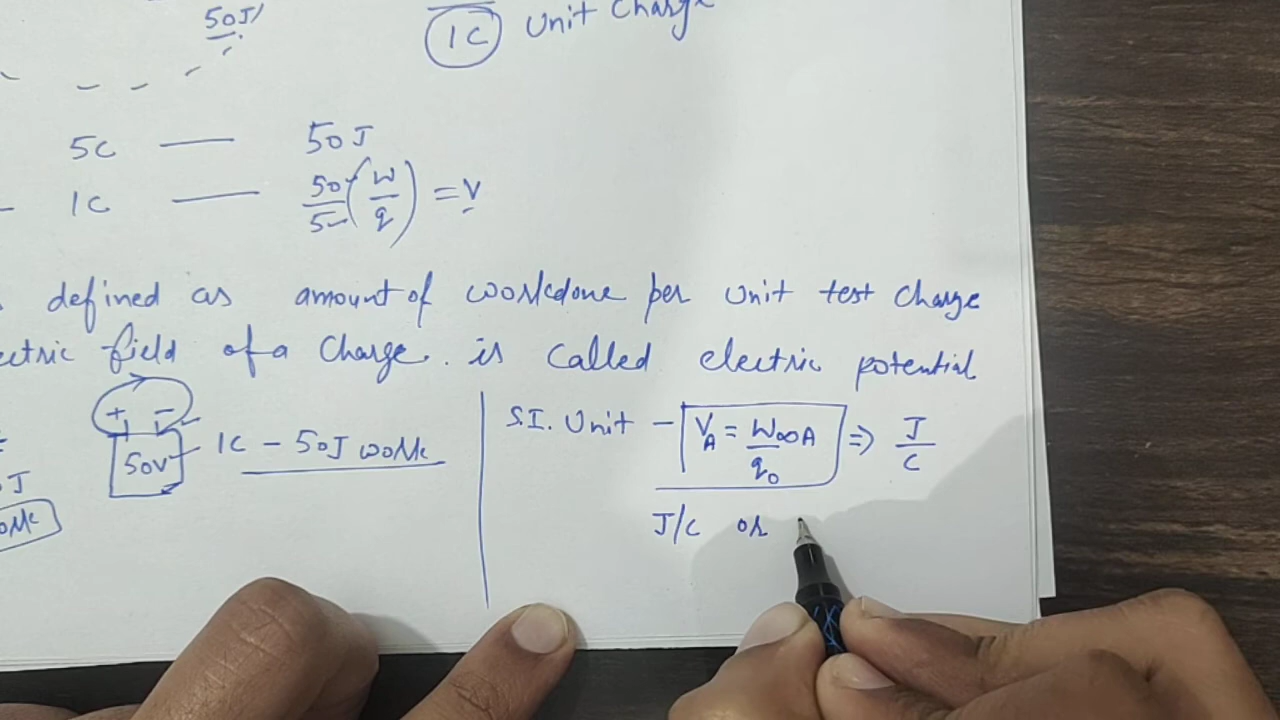 50J/
1C Unit Charge
5C — 50J
1C — 50/5 (W/q) = V
defined as amount of workdone per unit test charge
field of a Charge. is called electric potential
+ -
50V 1C - 50J work
J
S.I. Unit - V_A = W∞A/q₀ ⇒ J/C
J/C or